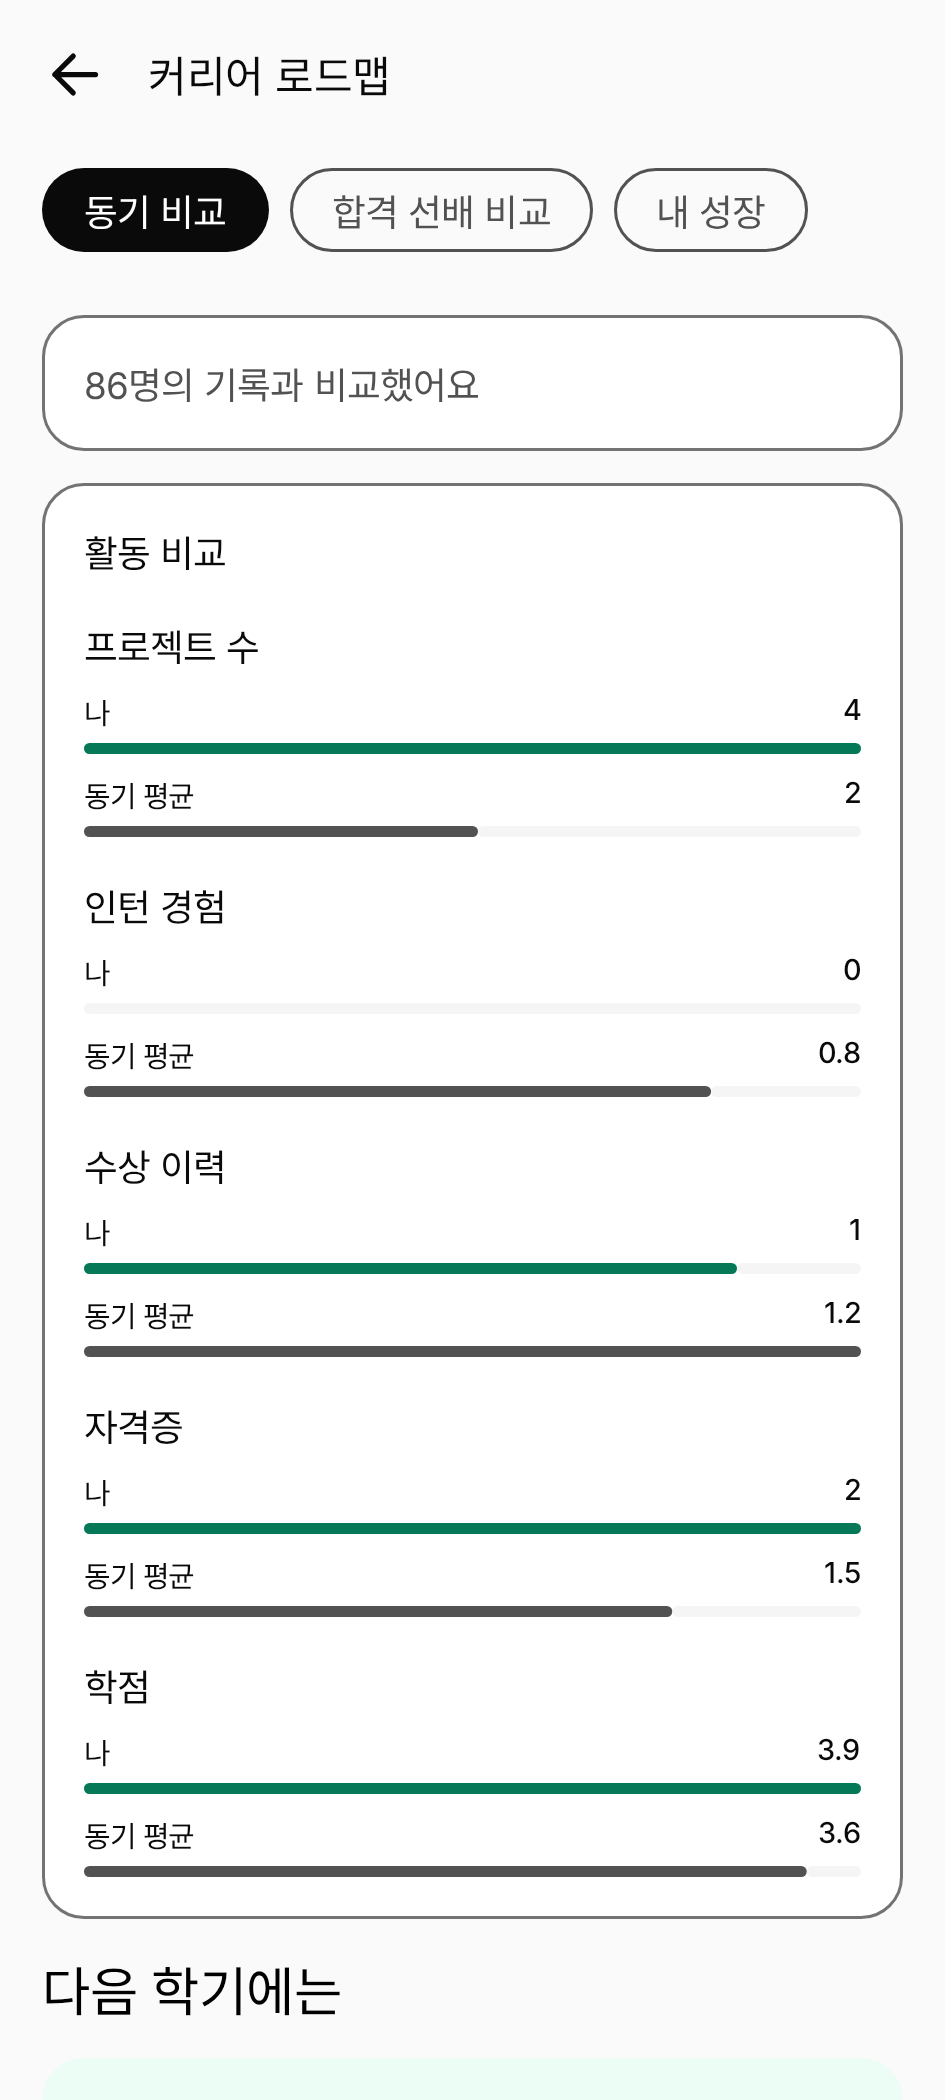 커리어 로드맵
동기 비교
합격 선배 비교
내 성장
86명의 기록과 비교했어요
활동 비교
프로젝트 수
나 4
동기 평균 2
인턴 경험
나 0
동기 평균 0.8
수상 이력
나 1
동기 평균 1.2
자격증
나 2
동기 평균 1.5
학점
나 3.9
동기 평균 3.6
다음 학기에는